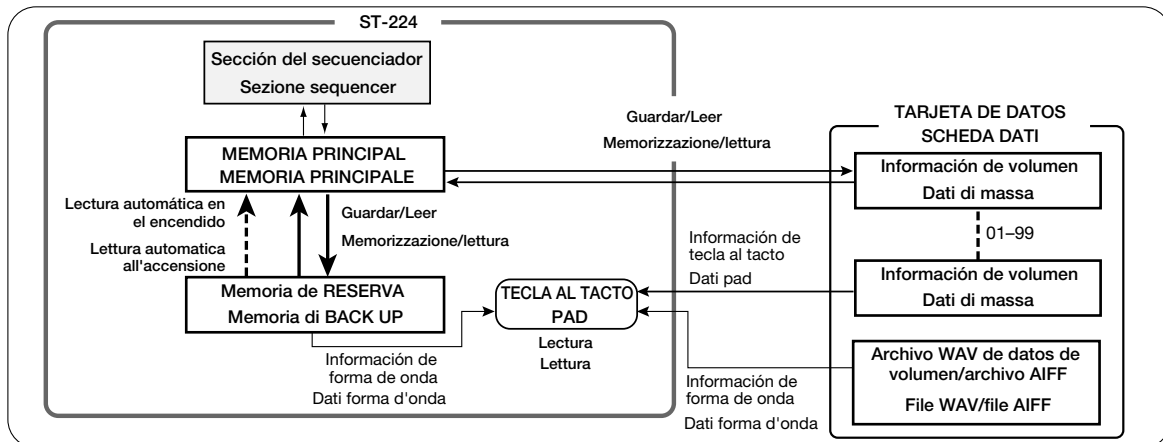 ST-224
Sección del secuenciador
Sezione sequencer
MEMORIA PRINCIPAL
MEMORIA PRINCIPALE
Lectura automática en
el encendido
Lettura automatica
all'accensione
Guardar/Leer
Memorizzazione/lettura
Memoria de RESERVA
Memoria di BACK UP
Información de
forma de onda
Dati forma d'onda
TECLA AL TACTO
PAD
Lectura
Lettura
Guardar/Leer
Memorizzazione/lettura
Información de
tecla al tacto
Dati pad
Información de
forma de onda
Dati forma d'onda
TARJETA DE DATOS
SCHEDA DATI
Información de volumen
Dati di massa
01–99
Información de volumen
Dati di massa
Archivo WAV de datos de
volumen/archivo AIFF
File WAV/file AIFF